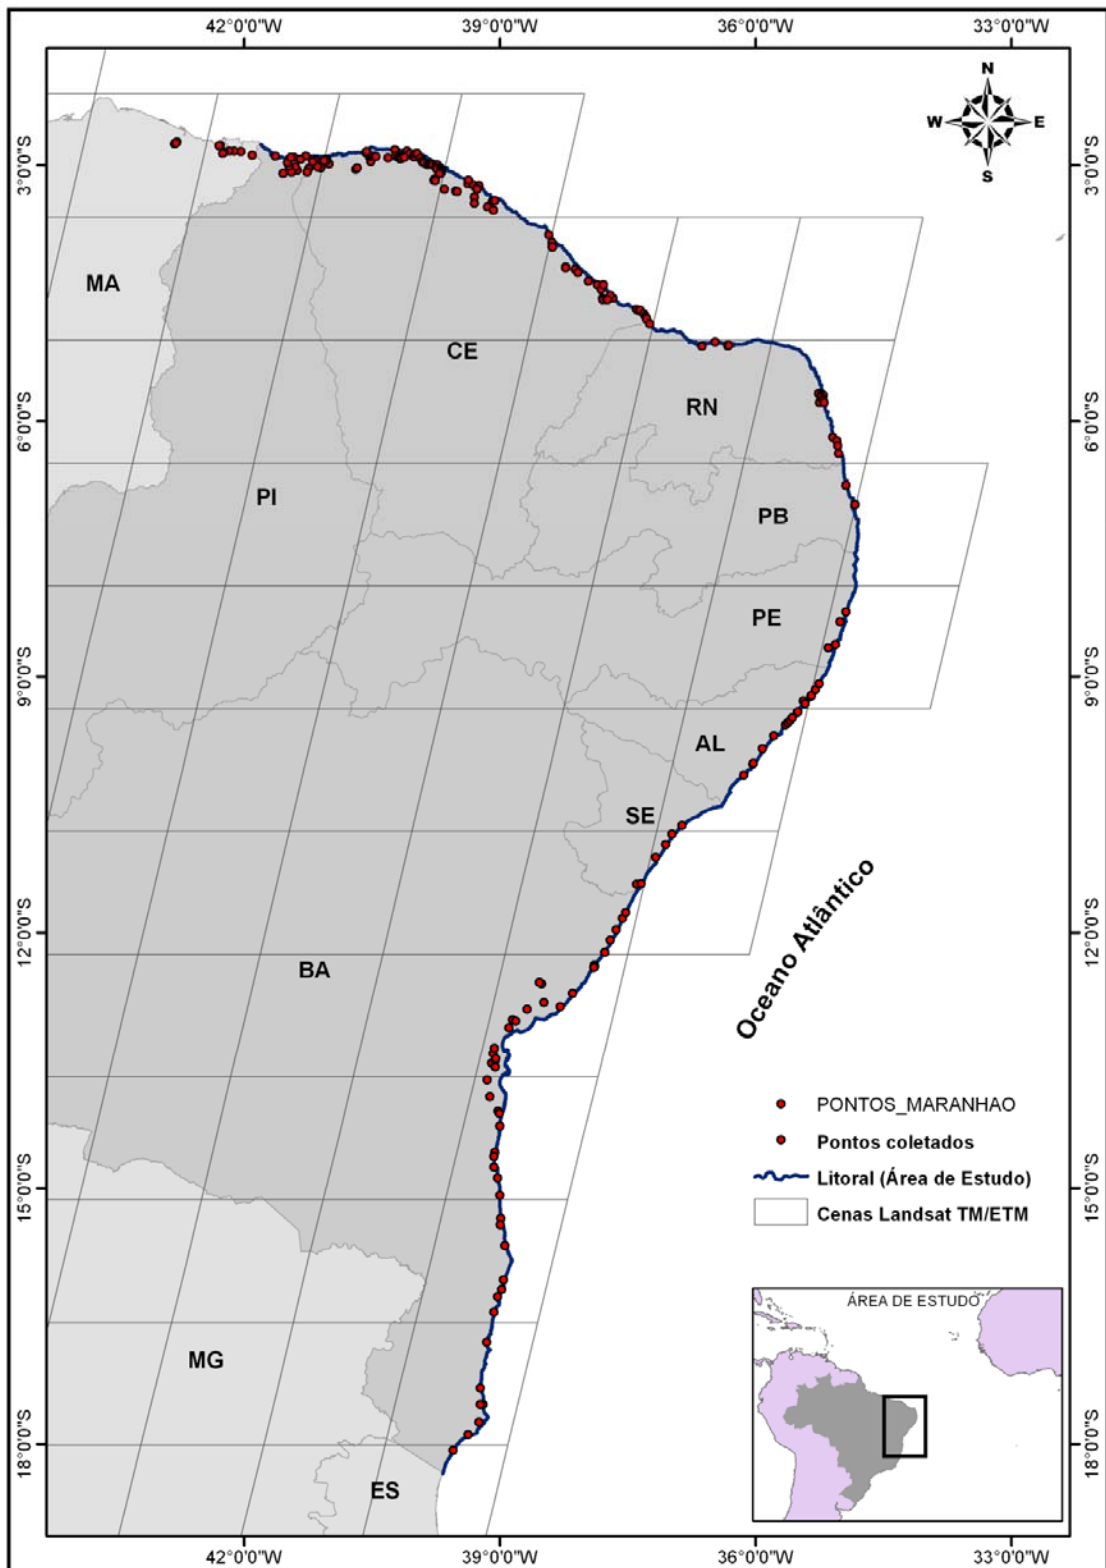 42°0'0"W 39°0'0"W 36°0'0"W 33°0'0"W
N
W E
S
3°0'0"S 3°0'0"S
MA
CE
RN
6°0'0"S 6°0'0"S
PI
PB
PE
9°0'0"S 9°0'0"S
AL
SE
Oceano Atlântico
12°0'0"S 12°0'0"S
BA
PONTOS_MARANHAO
Pontos coletados
Litoral (Área de Estudo)
15°0'0"S 15°0'0"S
Cenas Landsat TM/ETM
ÁREA DE ESTUDO
MG
18°0'0"S 18°0'0"S
ES
42°0'0"W 39°0'0"W 36°0'0"W 33°0'0"W